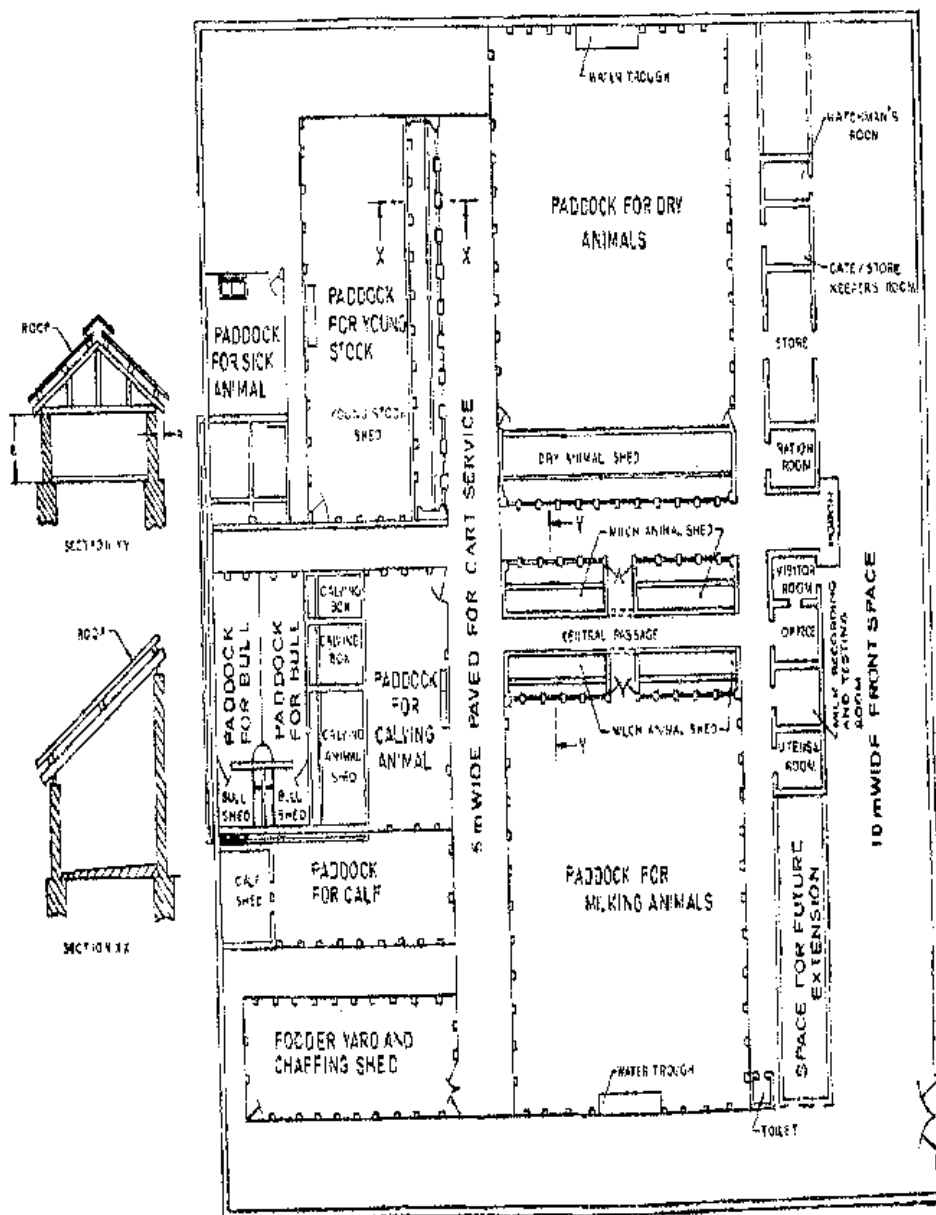 WATER TROUGH
WATCHMAN'S
ROOM
PADDOCK FOR DRY
ANIMALS
X
X
GATE/STORE
KEEPER'S ROOM
PADDOCK
FOR YOUNG
STOCK
PADDOCK
FOR SICK
ANIMAL
ROOF
STORE
YOUNG STOCK
SHED
DRY ANIMAL SHED
RATION
ROOM
SECTION YY
5 m WIDE PAVED FOR CART SERVICE
Y
MILCH ANIMAL SHED
PORTION
VISITOR
ROOM
CALVING
BOX
CENTRAL PASSAGE
OFFICE
CALVING
BOX
PADDOCK
FOR BULL
PADDOCK
FOR BULL
PADDOCK
FOR
CALVING
ANIMAL
MILK RECORDING
AND TESTING
ROOM
10 m WIDE FRONT SPACE
ROOF
CALVING
ANIMAL
SHED
MILCH ANIMAL SHED
Y
UTENSIL
ROOM
BULL
SHED
BULL
SHED
CALF
SHED
PADDOCK
FOR CALF
PADDOCK FOR
MILKING ANIMALS
SECTION XX
SPACE FOR FUTURE
EXTENSION
FODDER YARD AND
CHAFFING SHED
WATER TROUGH
TOILET